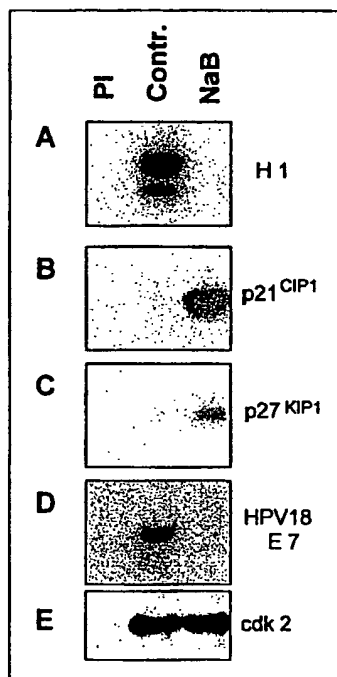 PI Contr. NaB
A H 1
B p21 CIP1
C p27 KIP1
D HPV18
E 7
E cdk 2